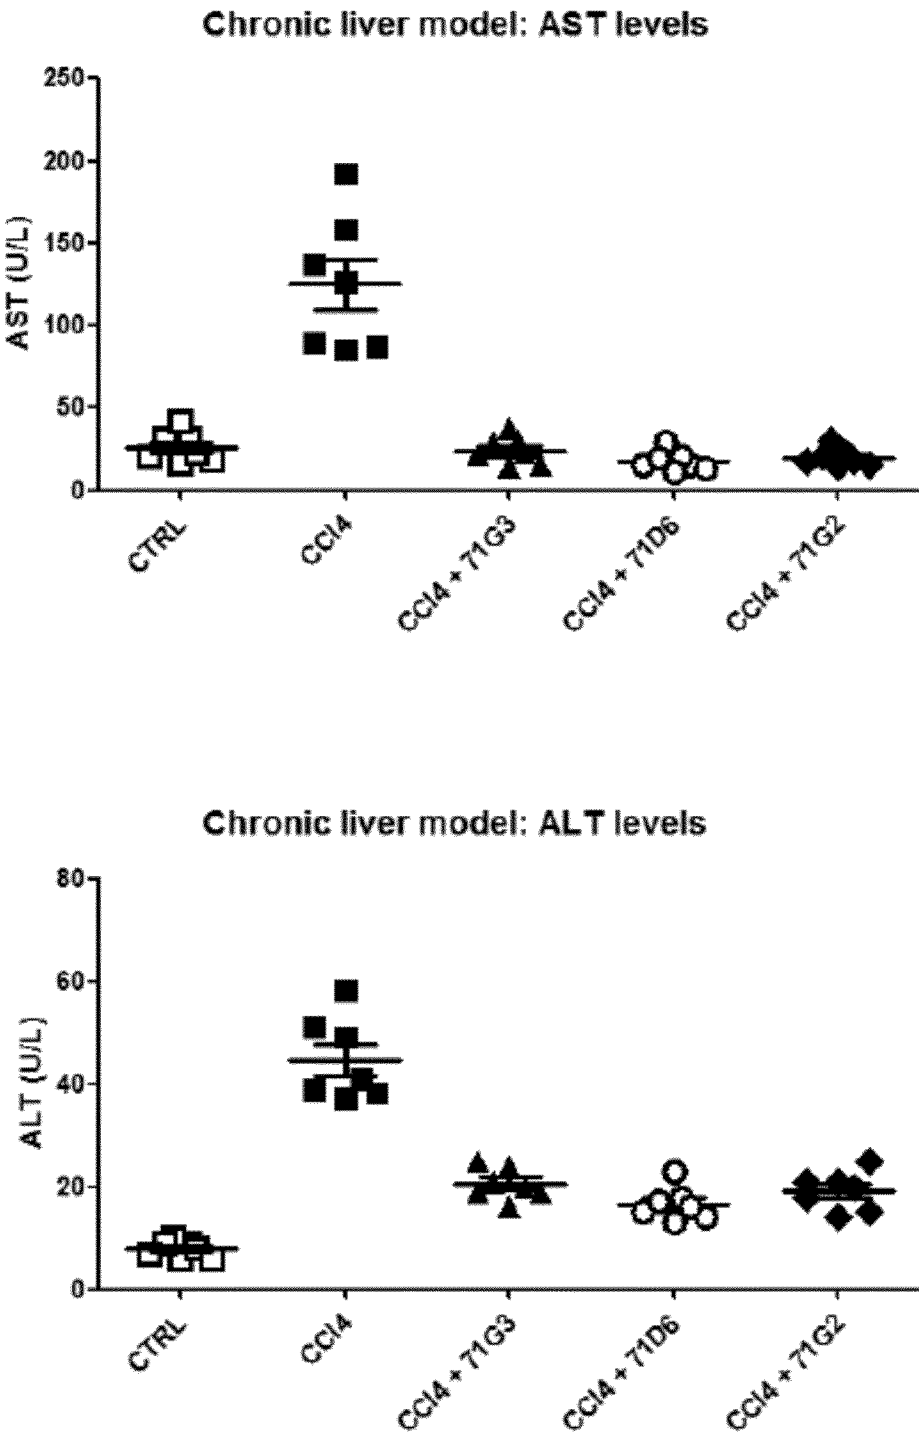 Chronic liver model: AST levels
250
200
150
100
50
0
AST (U/L)
CTRL
CCl4
CCl4 + 71G3
CCl4 + 71D6
CCl4 + 71G2
Chronic liver model: ALT levels
80
60
40
20
0
ALT (U/L)
CTRL
CCl4
CCl4 + 71G3
CCl4 + 71D6
CCl4 + 71G2